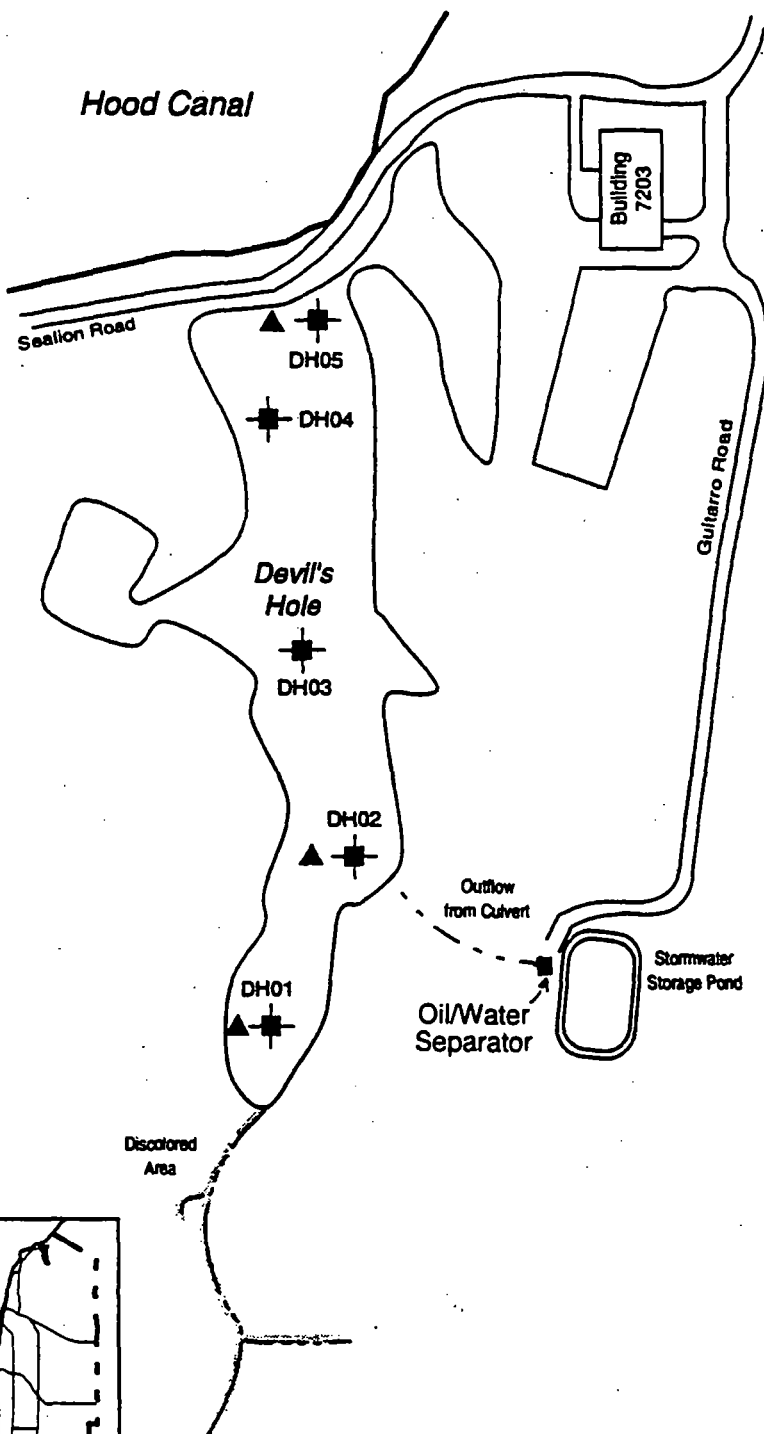 Hood Canal
Building
7203
Sealion Road
DH05
DH04
Guitarro Road
Devil's
Hole
DH03
DH02
Outflow
from Culvert
Stormwater
Storage Pond
DH01
Oil/Water
Separator
Discolored
Area